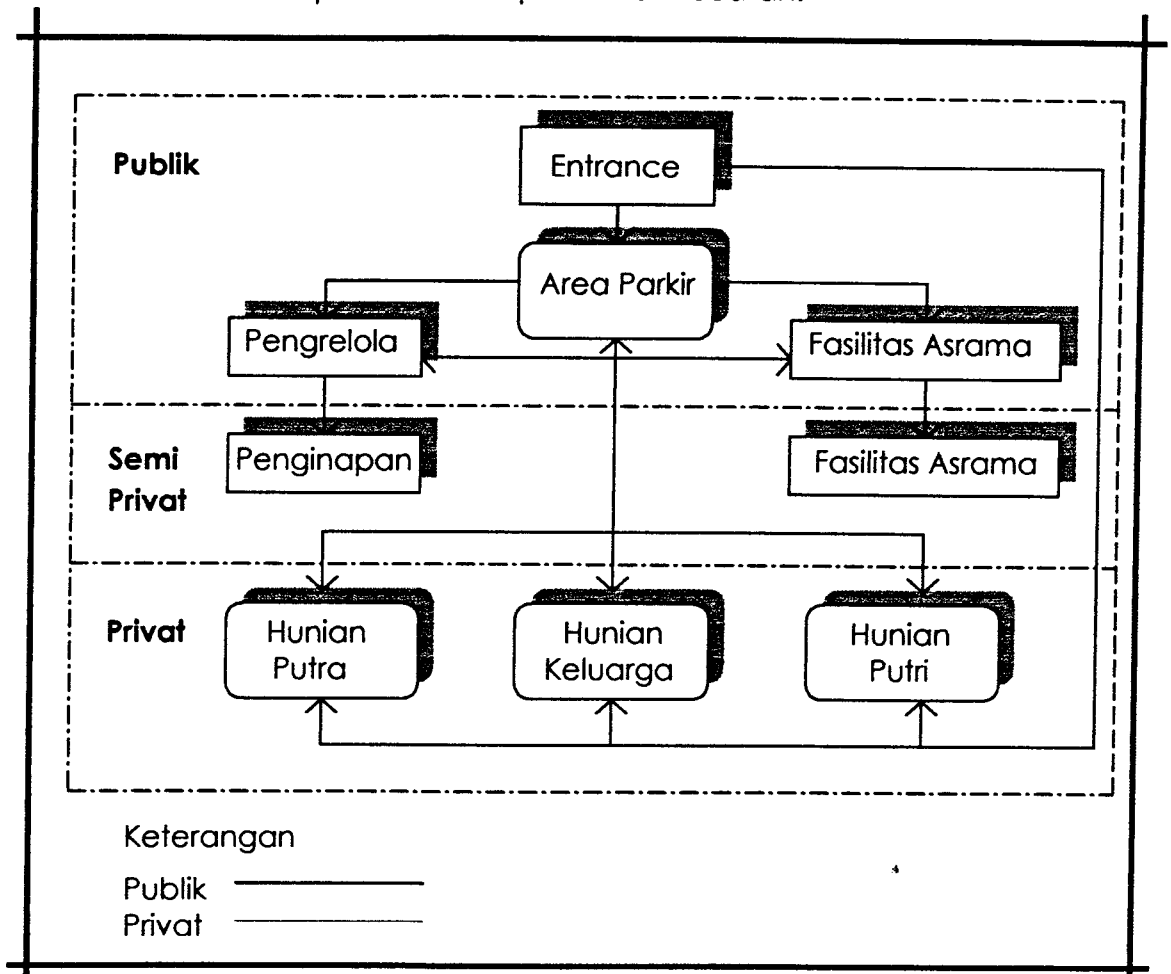 Publik
Entrance
Area Parkir
Pengrelola
Fasilitas Asrama
Semi
Privat
Penginapan
Fasilitas Asrama
Privat
Hunian
Putra
Hunian
Keluarga
Hunian
Putri
Keterangan
Publik
Privat